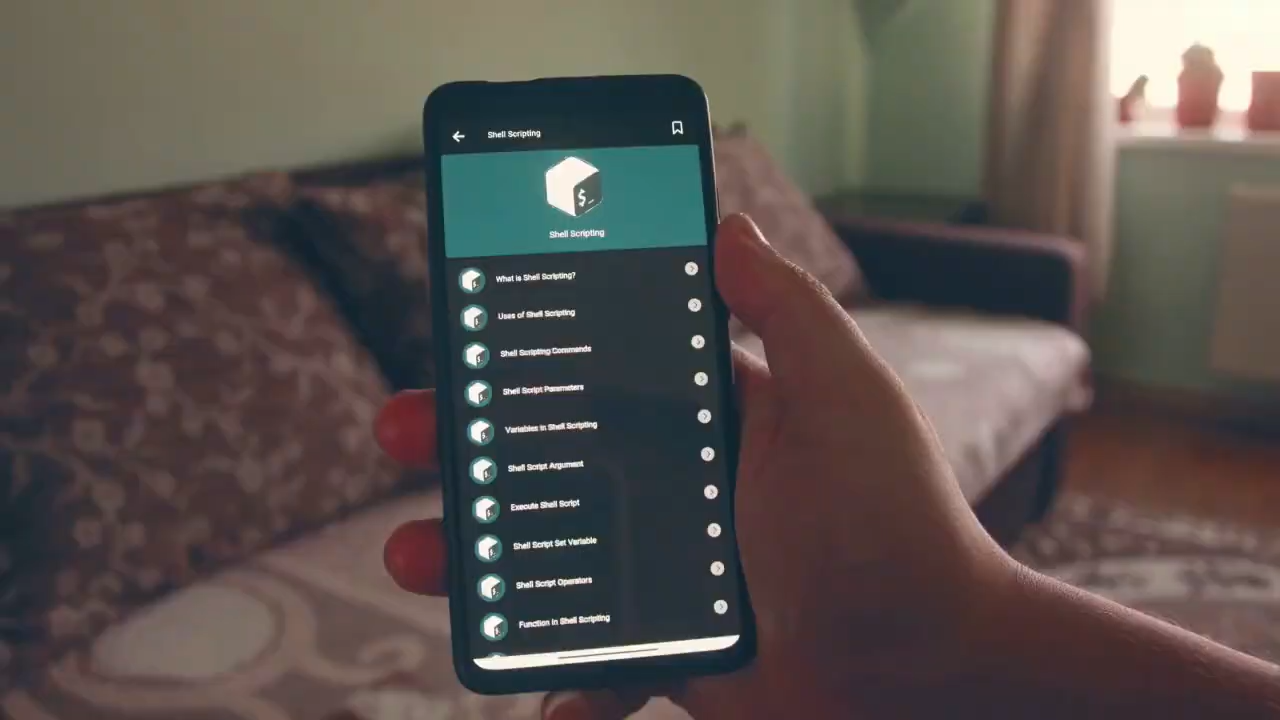 Shell Scripting
$_
Shell Scripting
What is Shell Scripting?
Uses of Shell Scripting
Shell Scripting Commands
Shell Script Parameters
Variables in Shell Scripting
Shell Script Argument
Execute Shell Script
Shell Script Set Variable
Shell Script Operators
Function in Shell Scripting